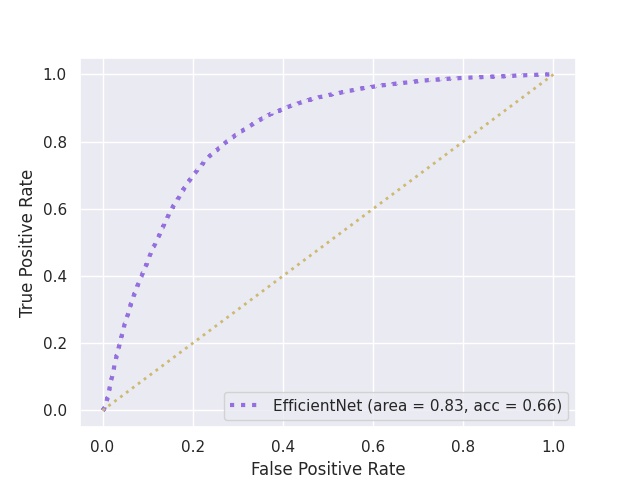 1.0
0.8
0.6
0.4
0.2
0.0
True Positive Rate
EfficientNet (area = 0.83, acc = 0.66)
0.0 0.2 0.4 0.6 0.8 1.0
False Positive Rate